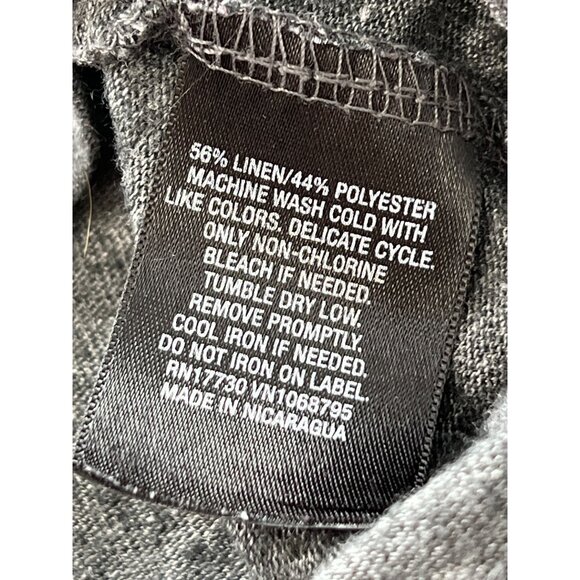 56% LINEN/44% POLYESTER
MACHINE WASH COLD WITH
LIKE COLORS, DELICATE CYCLE.
ONLY NON-CHLORINE
BLEACH IF NEEDED.
TUMBLE DRY LOW.
REMOVE PROMPTLY.
COOL IRON IF NEEDED.
DO NOT IRON ON LABEL.
RN17730 VN1068795
MADE IN NICARAGUA